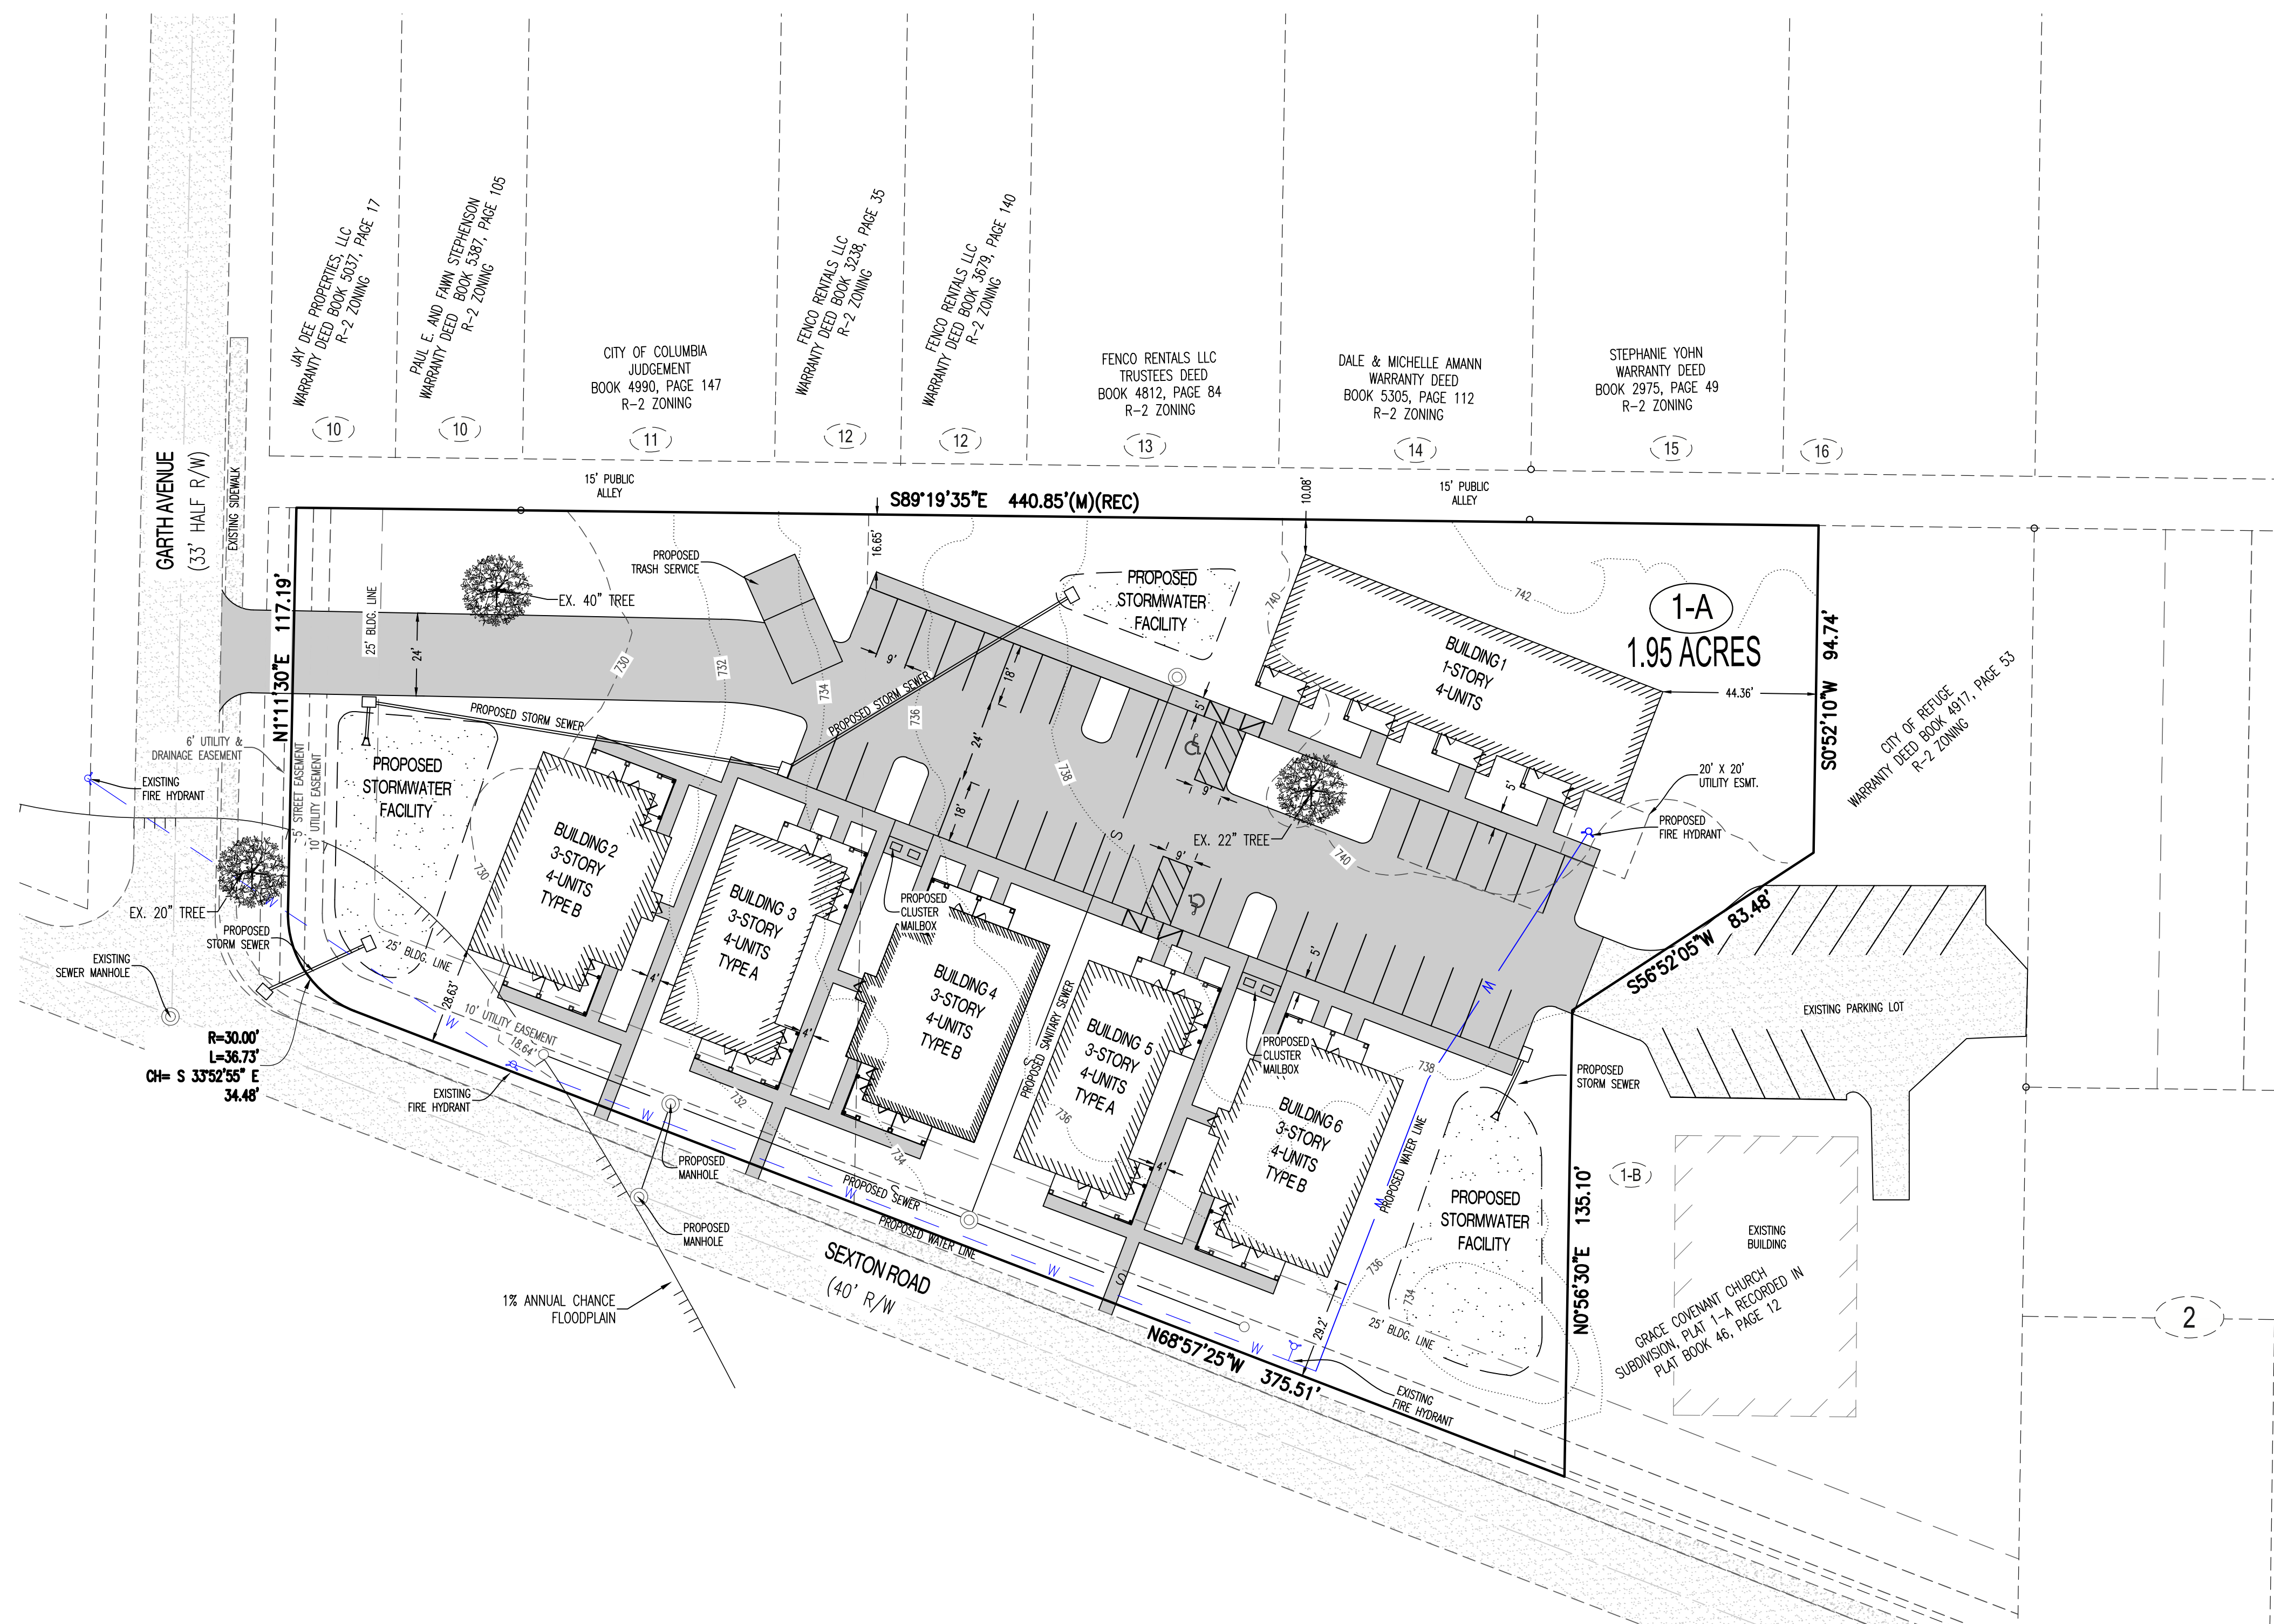 JAY DEE PROPERTIES, LLC
WARRANTY DEED BOOK 5037, PAGE 17
R-2 ZONING
10
PAUL E. AND FAWN STEPHENSON
WARRANTY DEED BOOK 5387, PAGE 105
R-2 ZONING
10
CITY OF COLUMBIA
JUDGEMENT
BOOK 4990, PAGE 147
R-2 ZONING
11
FENCO RENTALS LLC
WARRANTY DEED BOOK 3238, PAGE 35
R-2 ZONING
12
FENCO RENTALS LLC
WARRANTY DEED BOOK 3679, PAGE 140
R-2 ZONING
12
FENCO RENTALS LLC
TRUSTEES DEED
BOOK 4812, PAGE 84
R-2 ZONING
13
DALE & MICHELLE AMANN
WARRANTY DEED
BOOK 5305, PAGE 112
R-2 ZONING
14
STEPHANIE YOHN
WARRANTY DEED
BOOK 2975, PAGE 49
R-2 ZONING
15
16
GARTH AVENUE
(33' HALF R/W)
EXISTING SIDEWALK
15' PUBLIC
ALLEY
S89°19'35"E 440.85'(M)(REC)
10.08'
15' PUBLIC
ALLEY
16.65'
N1°11'30"E 117.19'
25' BLDG. LINE
24'
EX. 40" TREE
PROPOSED
TRASH SERVICE
730
732
734
736
738
740
742
9'
18'
24'
18'
PROPOSED STORM SEWER
PROPOSED STORM SEWER
PROPOSED
STORMWATER
FACILITY
BUILDING 1
1-STORY
4-UNITS
1-A
1.95 ACRES
44.36'
S0°52'10"W 94.74'
CITY OF REFUGE
WARRANTY DEED BOOK 4917, PAGE 53
R-2 ZONING
20' X 20'
UTILITY ESMT.
PROPOSED
FIRE HYDRANT
5'
9'
5'
EX. 22" TREE
740
9'
5'
6' UTILITY &
DRAINAGE EASEMENT
EXISTING
FIRE HYDRANT
5' STREET EASEMENT
10' UTILITY EASEMENT
PROPOSED
STORMWATER
FACILITY
730
EX. 20" TREE
W
PROPOSED
STORM SEWER
EXISTING
SEWER MANHOLE
25' BLDG. LINE
28.63'
10' UTILITY EASEMENT
18.64'
W
R=30.00'
L=36.73'
CH= S 33°52'55" E
34.48'
EXISTING
FIRE HYDRANT
BUILDING 2
3-STORY
4-UNITS
TYPE B
4'
BUILDING 3
3-STORY
4-UNITS
TYPE A
4'
PROPOSED
CLUSTER
MAILBOX
BUILDING 4
3-STORY
4-UNITS
TYPE B
S
S
S
PROPOSED SANITARY SEWER
BUILDING 5
3-STORY
4-UNITS
TYPE A
4'
PROPOSED
CLUSTER
MAILBOX
BUILDING 6
3-STORY
4-UNITS
TYPE B
W
W
PROPOSED WATER LINE
738
732
734
736
736
734
PROPOSED
STORM SEWER
PROPOSED
STORMWATER
FACILITY
S56°52'05"W 83.48'
EXISTING PARKING LOT
N0°56'30"E 135.10'
1-B
EXISTING
BUILDING
GRACE COVENANT CHURCH
SUBDIVISION, PLAT 1-A RECORDED IN
PLAT BOOK 46, PAGE 12
2
W
PROPOSED
MANHOLE
PROPOSED
MANHOLE
S
PROPOSED SEWER
W
PROPOSED WATER LINE
W
S
W
SEXTON ROAD
(40' R/W
1% ANNUAL CHANCE
FLOODPLAIN
29.2'
25' BLDG. LINE
N68°57'25"W 375.51'
EXISTING
FIRE HYDRANT